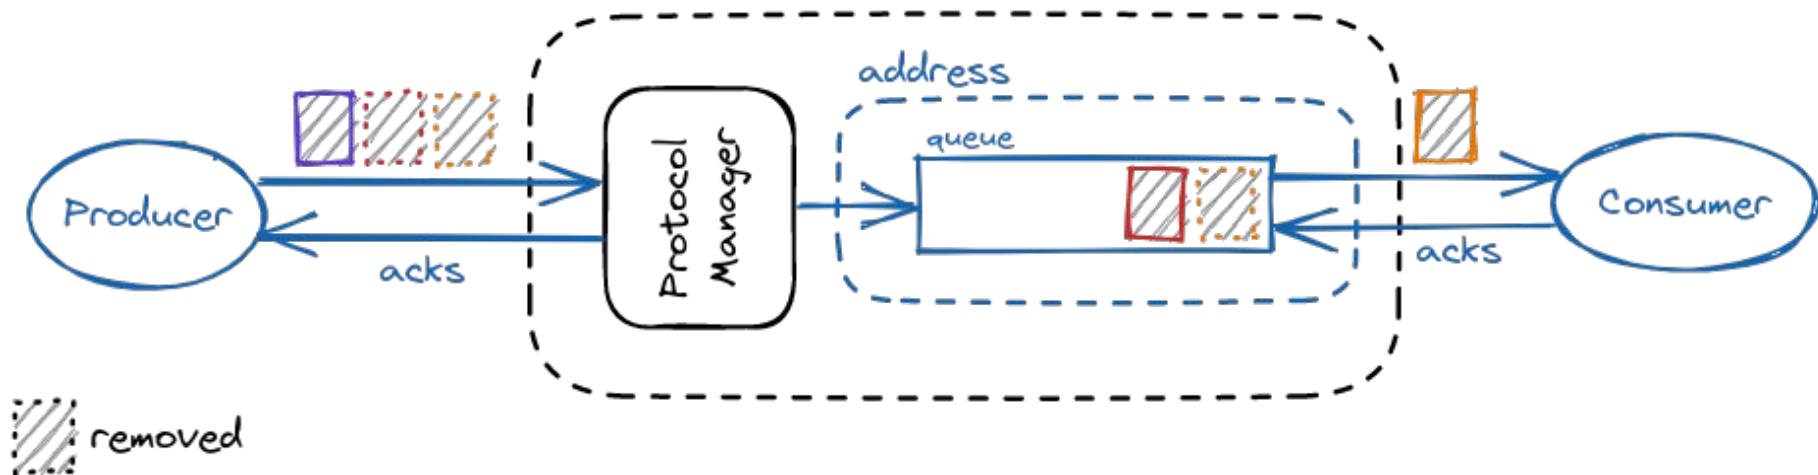 address
queue
Producer
acks
Protocol
Manager
Consumer
acks
removed